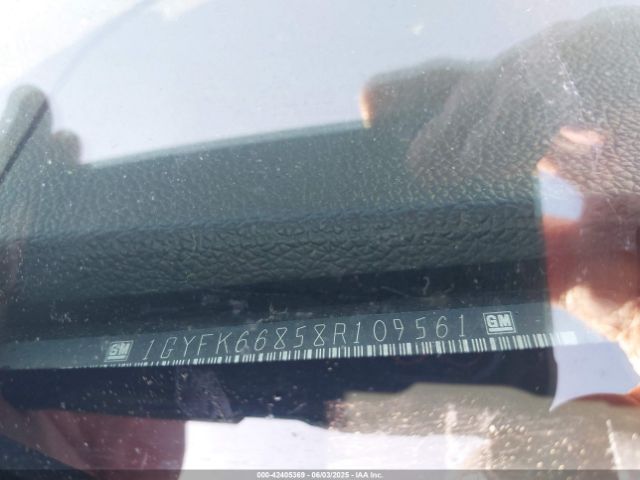 GM 1GYFK66858R109561 GM
000-42405369 | 06/03/2025 - IAA Inc.